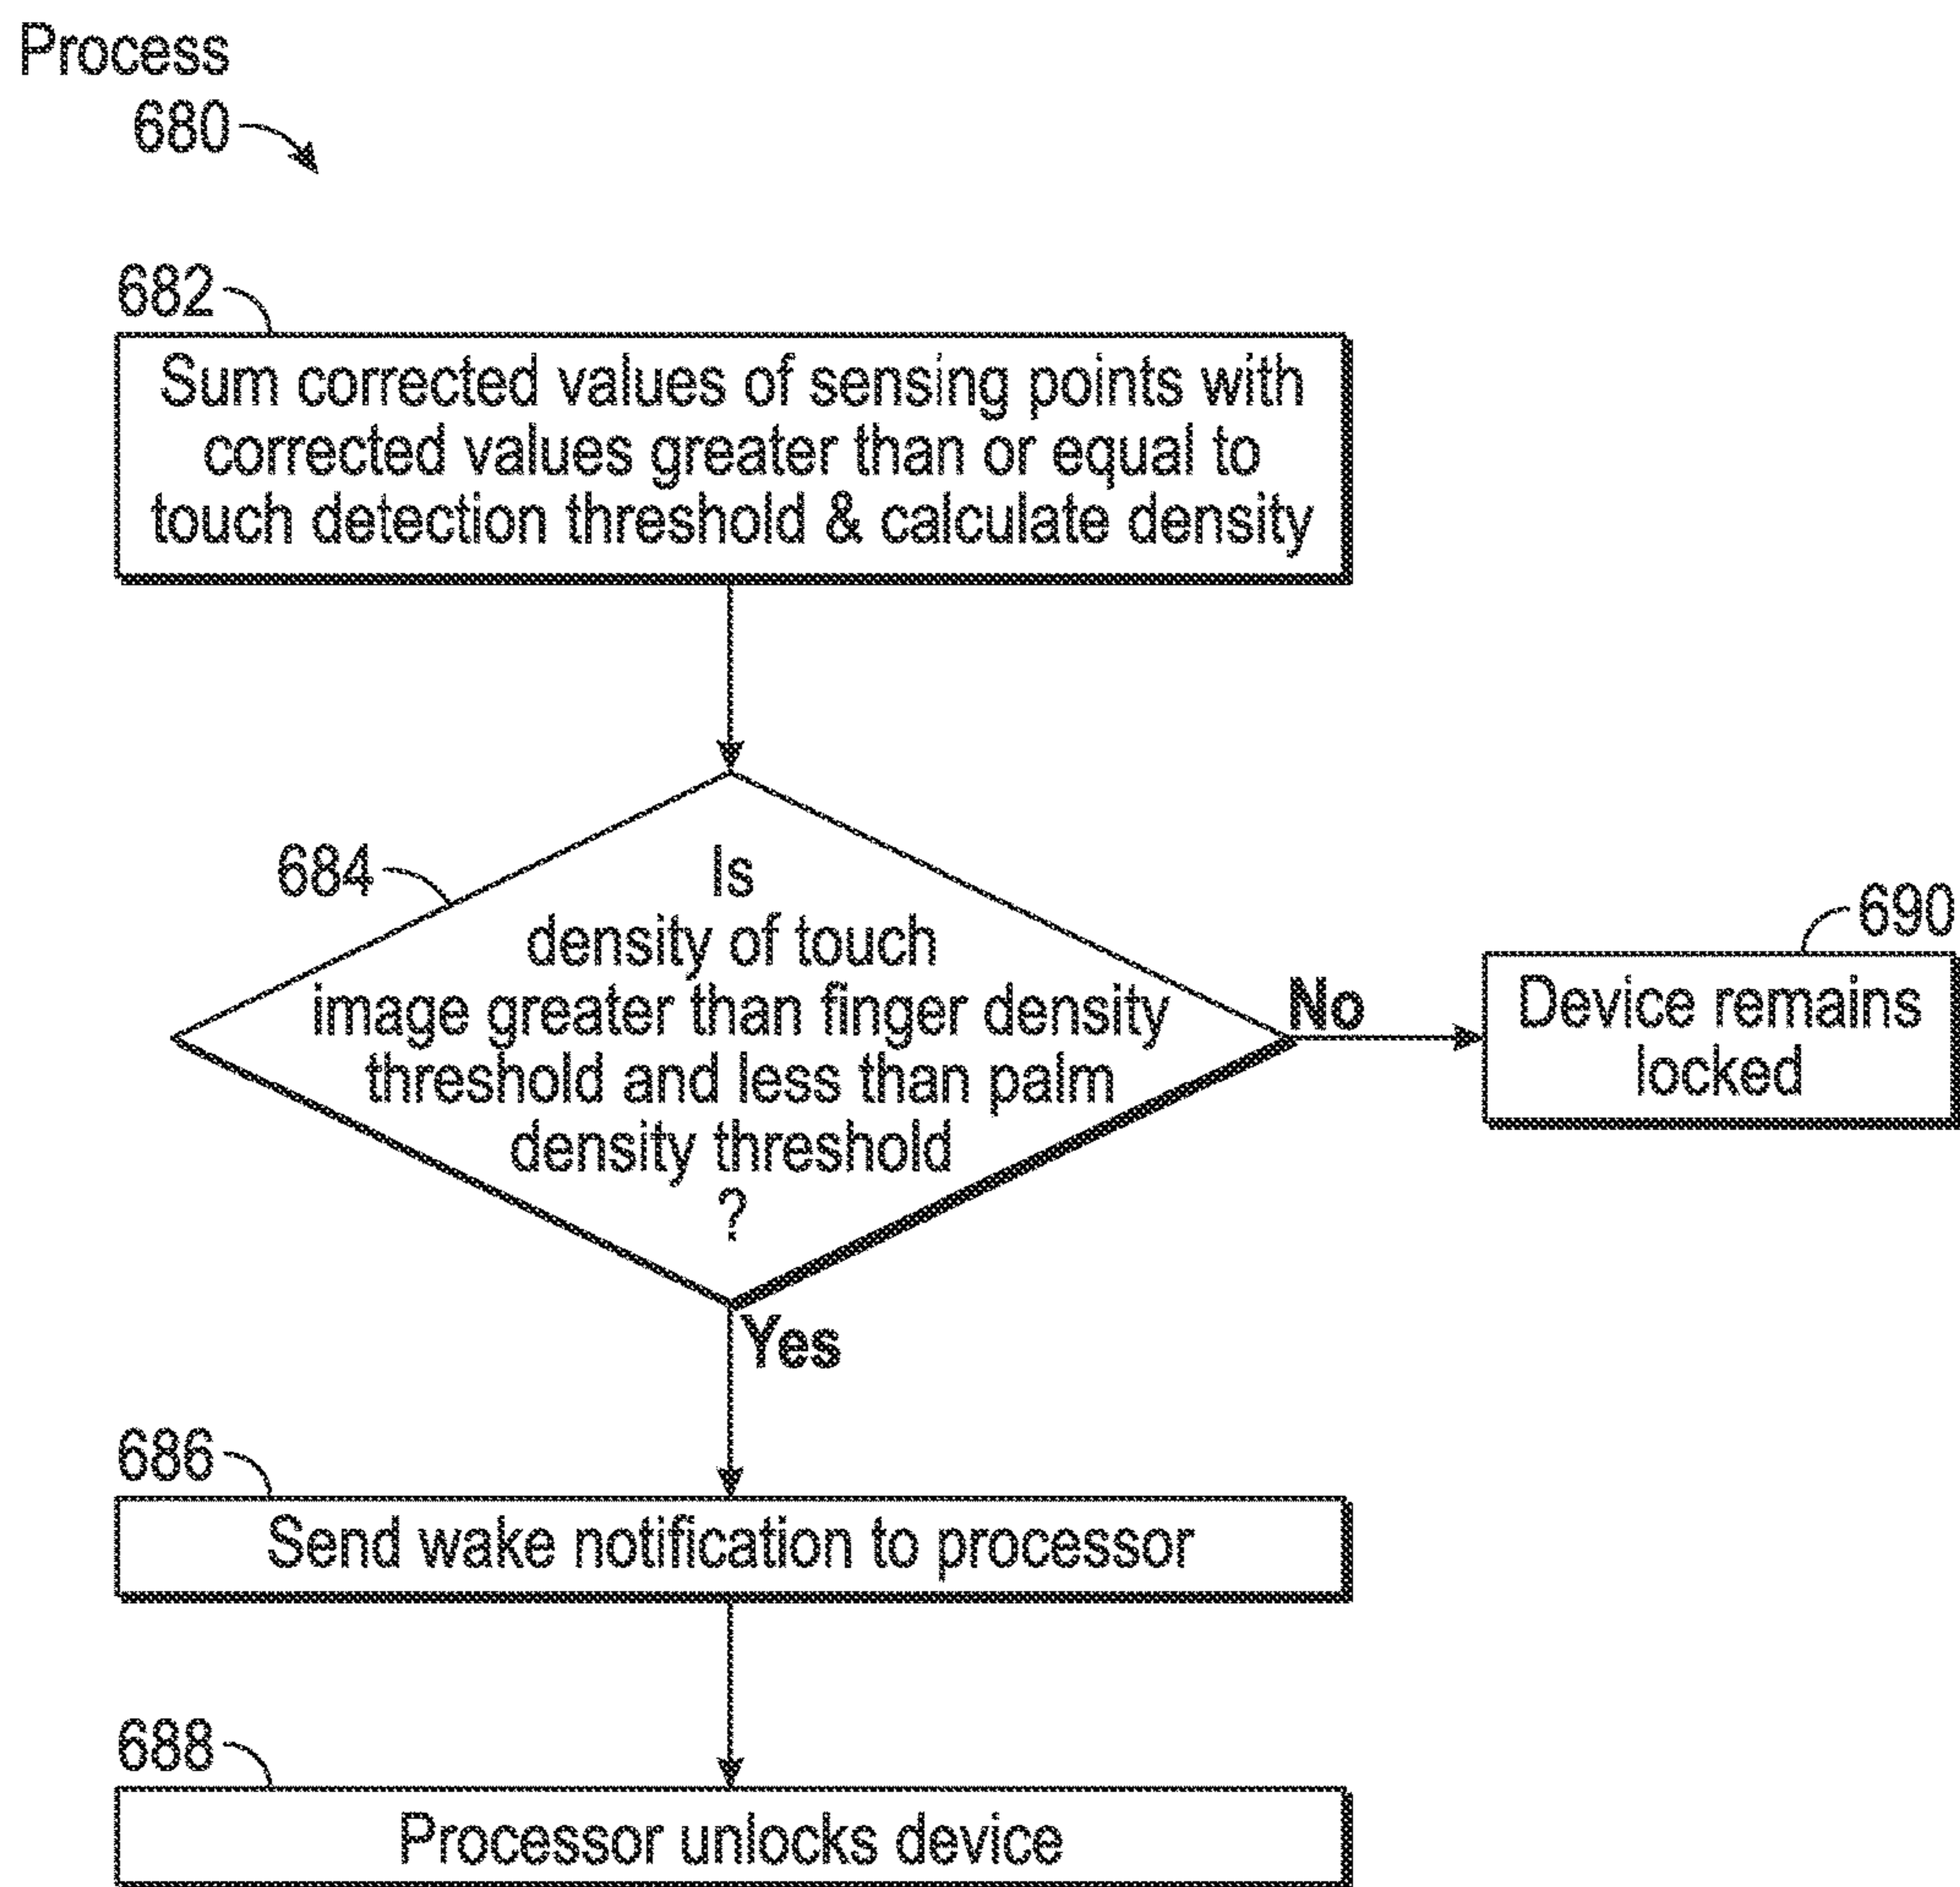 Process
680
682
Sum corrected values of sensing points with
corrected values greater than or equal to
touch detection threshold & calculate density
684
Is
density of touch
image greater than finger density
threshold and less than palm
density threshold
?
No
690
Device remains
locked
Yes
686
Send wake notification to processor
688
Processor unlocks device